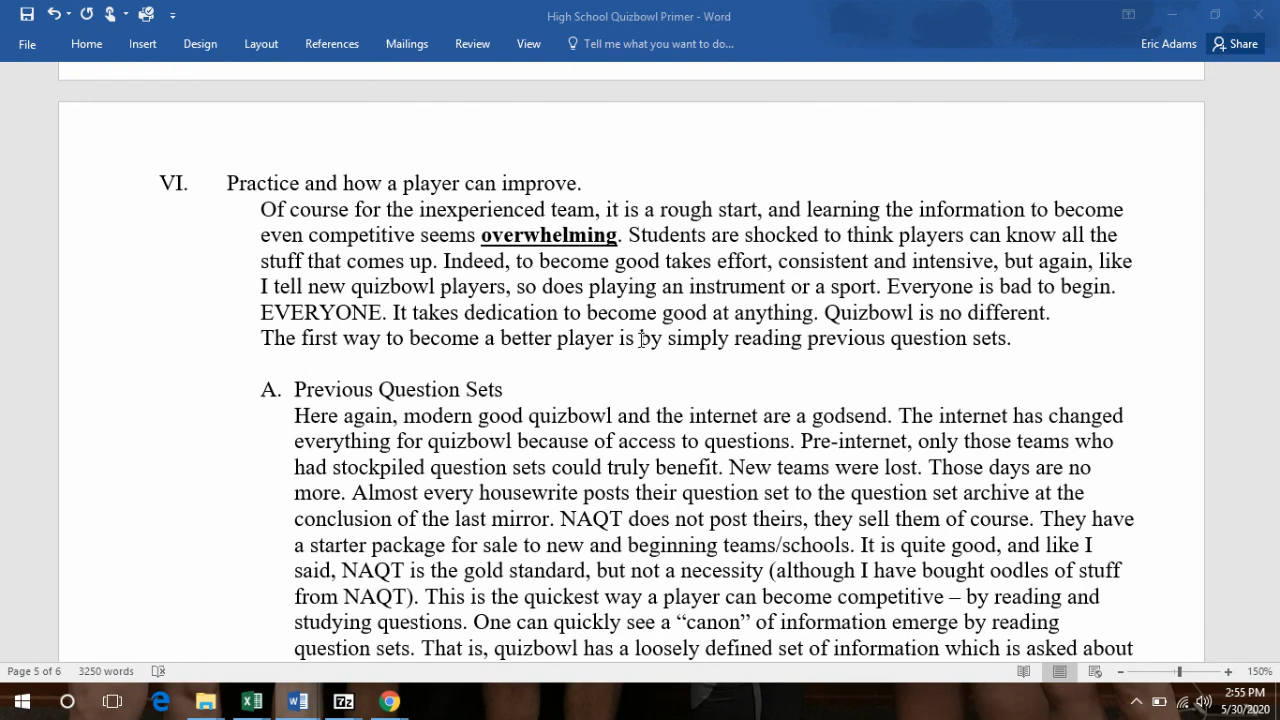 High School Quizbowl Primer - Word
File Home Insert Design Layout References Mailings Review View Tell me what you want to do... Eric Adams Share
VI. Practice and how a player can improve.
Of course for the inexperienced team, it is a rough start, and learning the information to become
even competitive seems overwhelming. Students are shocked to think players can know all the
stuff that comes up. Indeed, to become good takes effort, consistent and intensive, but again, like
I tell new quizbowl players, so does playing an instrument or a sport. Everyone is bad to begin.
EVERYONE. It takes dedication to become good at anything. Quizbowl is no different.
The first way to become a better player is by simply reading previous question sets.
A. Previous Question Sets
Here again, modern good quizbowl and the internet are a godsend. The internet has changed
everything for quizbowl because of access to questions. Pre-internet, only those teams who
had stockpiled question sets could truly benefit. New teams were lost. Those days are no
more. Almost every housewrite posts their question set to the question set archive at the
conclusion of the last mirror. NAQT does not post theirs, they sell them of course. They have
a starter package for sale to new and beginning teams/schools. It is quite good, and like I
said, NAQT is the gold standard, but not a necessity (although I have bought oodles of stuff
from NAQT). This is the quickest way a player can become competitive – by reading and
studying questions. One can quickly see a “canon” of information emerge by reading
question sets. That is, quizbowl has a loosely defined set of information which is asked about
Page 5 of 6 3250 words 150%
7z 2:55 PM
5/30/2020